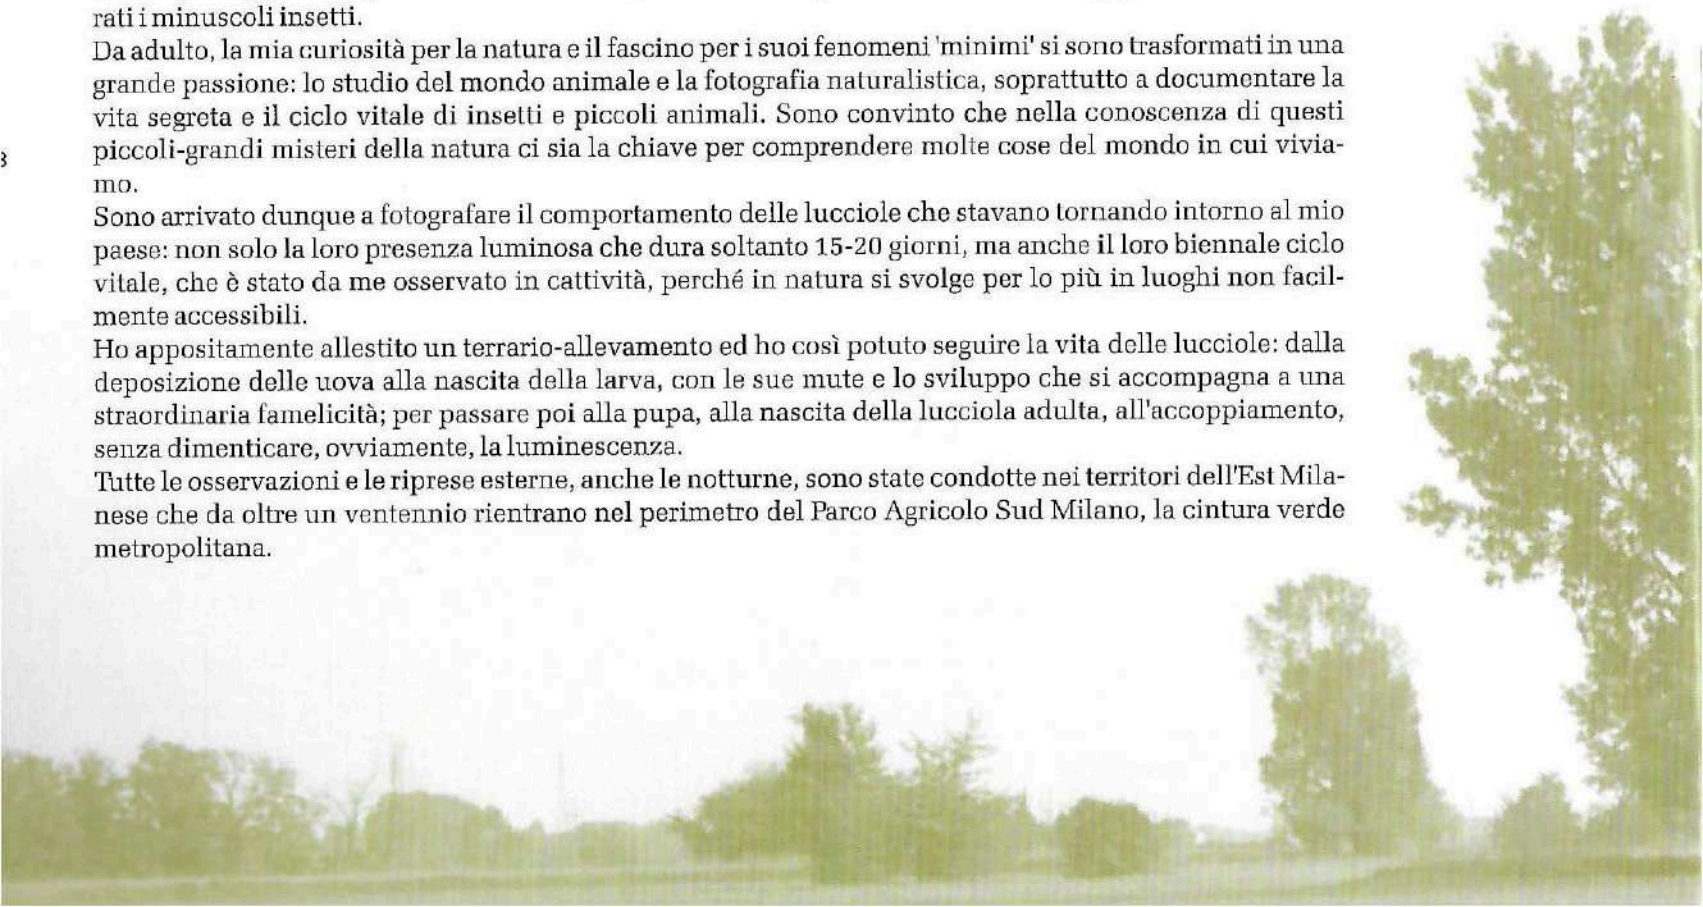 rati i minuscoli insetti.
Da adulto, la mia curiosità per la natura e il fascino per i suoi fenomeni 'minimi' si sono trasformati in una
grande passione: lo studio del mondo animale e la fotografia naturalistica, soprattutto a documentare la
vita segreta e il ciclo vitale di insetti e piccoli animali. Sono convinto che nella conoscenza di questi
piccoli-grandi misteri della natura ci sia la chiave per comprendere molte cose del mondo in cui vivia-
mo.
Sono arrivato dunque a fotografare il comportamento delle lucciole che stavano tornando intorno al mio
paese: non solo la loro presenza luminosa che dura soltanto 15-20 giorni, ma anche il loro biennale ciclo
vitale, che è stato da me osservato in cattività, perché in natura si svolge per lo più in luoghi non facil-
mente accessibili.
Ho appositamente allestito un terrario-allevamento ed ho così potuto seguire la vita delle lucciole: dalla
deposizione delle uova alla nascita della larva, con le sue mute e lo sviluppo che si accompagna a una
straordinaria famelicità; per passare poi alla pupa, alla nascita della lucciola adulta, all'accoppiamento,
senza dimenticare, ovviamente, la luminescenza.
Tutte le osservazioni e le riprese esterne, anche le notturne, sono state condotte nei territori dell'Est Mila-
nese che da oltre un ventennio rientrano nel perimetro del Parco Agricolo Sud Milano, la cintura verde
metropolitana.